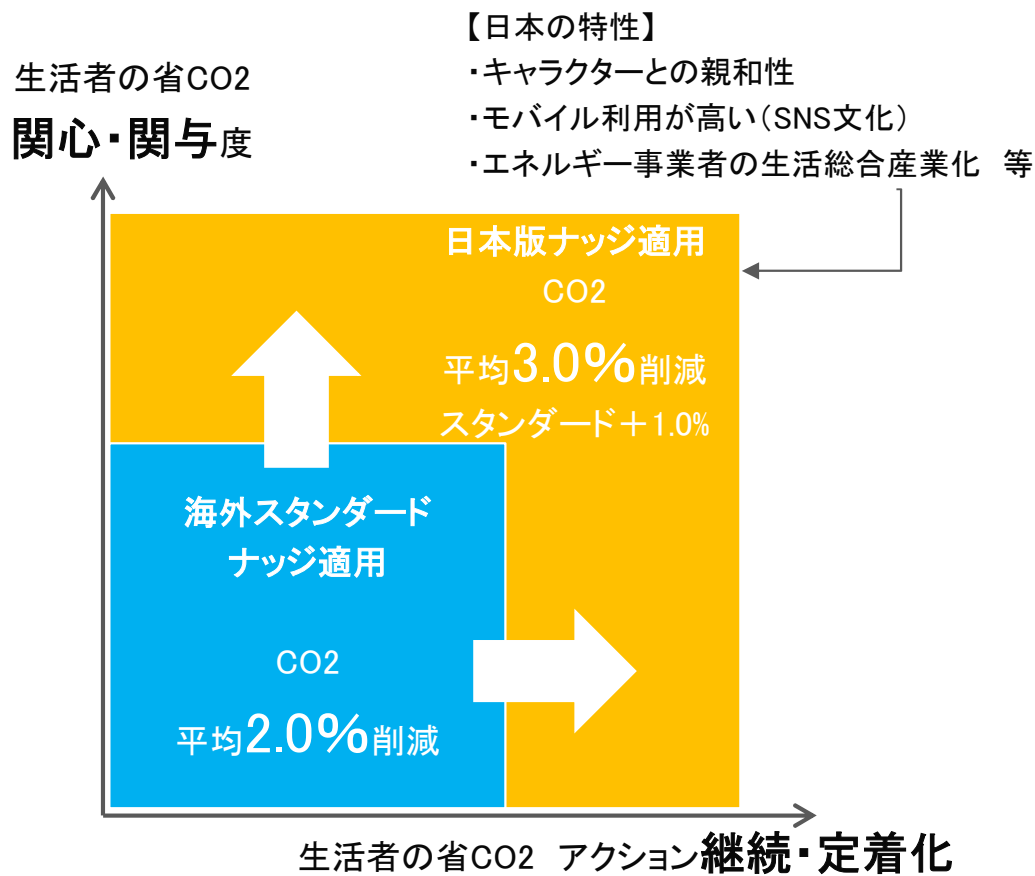 【日本の特性】
・キャラクターとの親和性
・モバイル利用が高い(SNS文化)
・エネルギー事業者の生活総合産業化 等
生活者の省CO2
関心・関与度
日本版ナッジ適用
CO2
平均3.0%削減
スタンダード+1.0%
海外スタンダード
ナッジ適用
CO2
平均2.0%削減
生活者の省CO2 アクション継続・定着化